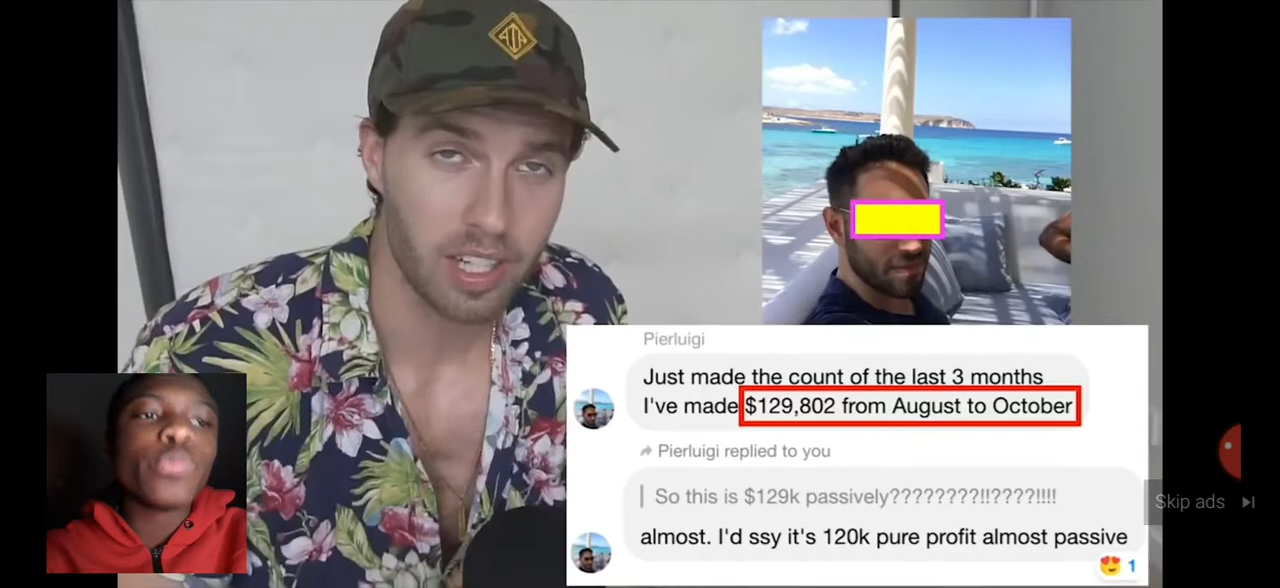 Pierluigi
Just made the count of the last 3 months
I've made $129,802 from August to October
Pierluigi replied to you
So this is $129k passively????????!!????!!!!
almost. I'd ssy it's 120k pure profit almost passive
1
Skip ads